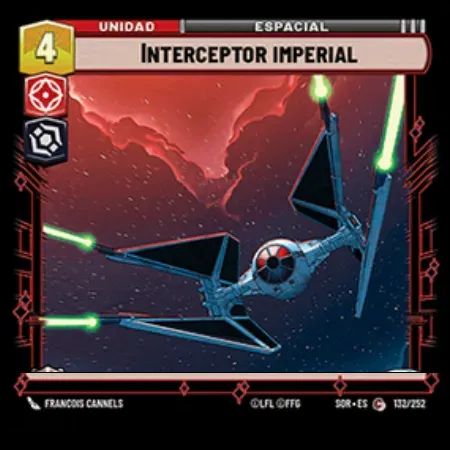 UNIDAD ESPACIAL
4 INTERCEPTOR IMPERIAL
FRANCOIS CANNELS ©LFL ©FFG SOR • ES C 132/252